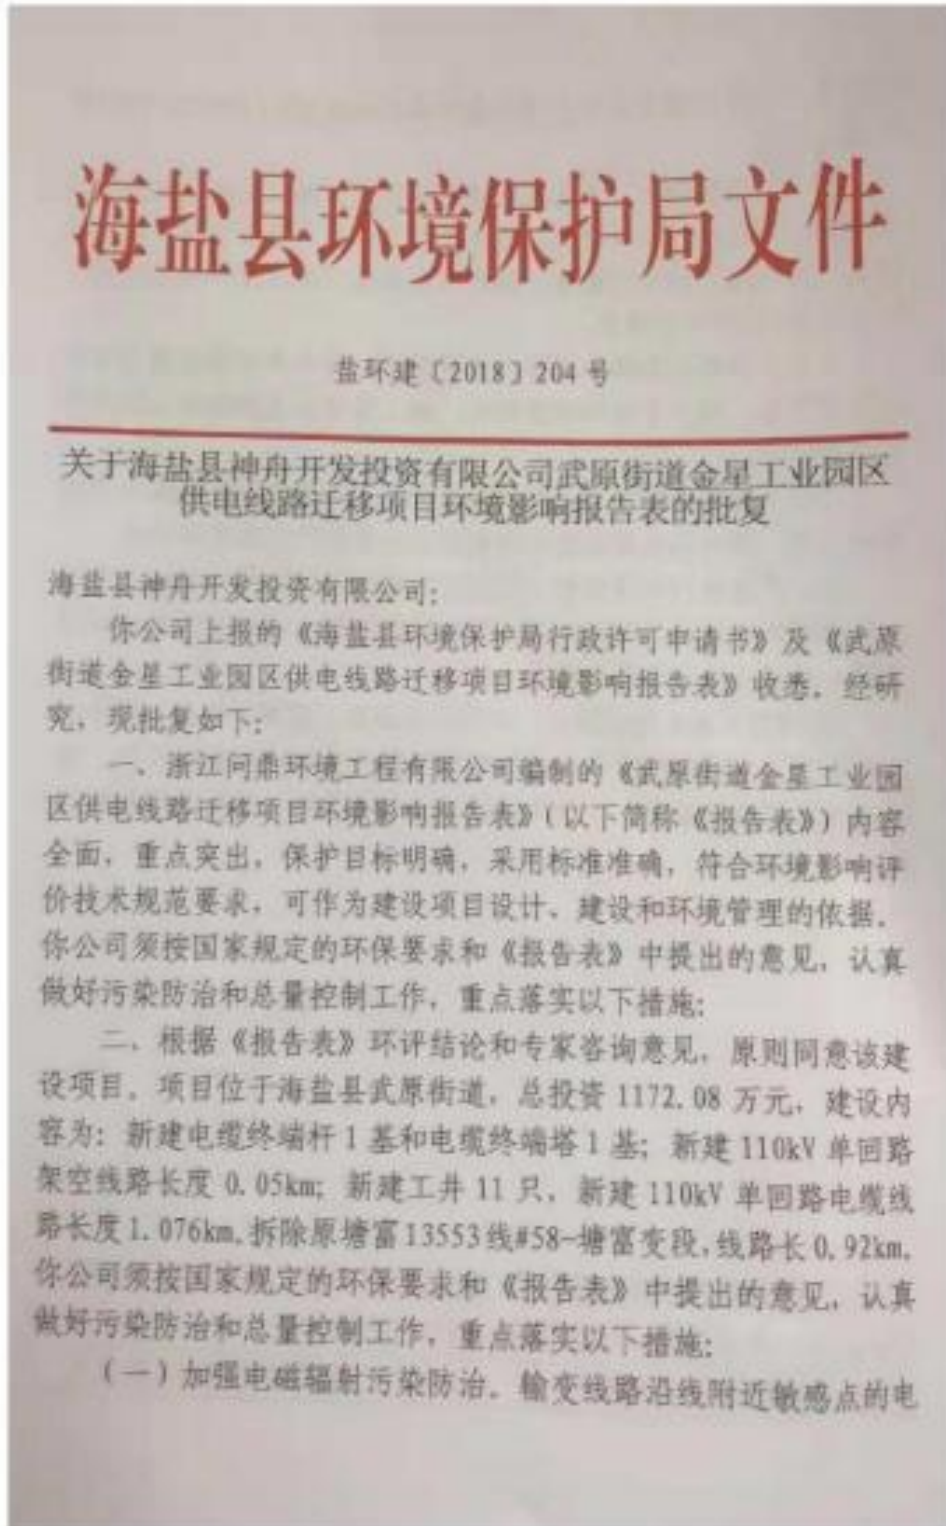 海盐县环境保护局文件
盐环建〔2018〕204号
关于海盐县神舟开发投资有限公司武原街道金星工业园区
供电线路迁移项目环境影响报告表的批复
海盐县神舟开发投资有限公司:
你公司上报的《海盐县环境保护局行政许可申请书》及《武原
街道金星工业园区供电线路迁移项目环境影响报告表》收悉。经研
究，现批复如下:
一、浙江问鼎环境工程有限公司编制的《武原街道金星工业园
区供电线路迁移项目环境影响报告表》(以下简称《报告表》)内容
全面，重点突出，保护目标明确，采用标准准确，符合环境影响评
价技术规范要求，可作为建设项目设计、建设和环境管理的依据。
你公司须按国家规定的环保要求和《报告表》中提出的意见，认真
做好污染防治和总量控制工作，重点落实以下措施:
二、根据《报告表》环评结论和专家咨询意见，原则同意该建
设项目。项目位于海盐县武原街道，总投资1172.08万元，建设内
容为: 新建电缆终端杆1基和电缆终端塔1基; 新建110kV单回路
架空线路长度0.05km; 新建工井11只，新建110kV单回路电缆线
路长度1.076km。拆除原塘富13553线#58-塘富变段，线路长0.92km。
你公司须按国家规定的环保要求和《报告表》中提出的意见，认真
做好污染防治和总量控制工作，重点落实以下措施:
(一)加强电磁辐射污染防治。输变线路沿线附近敏感点的电